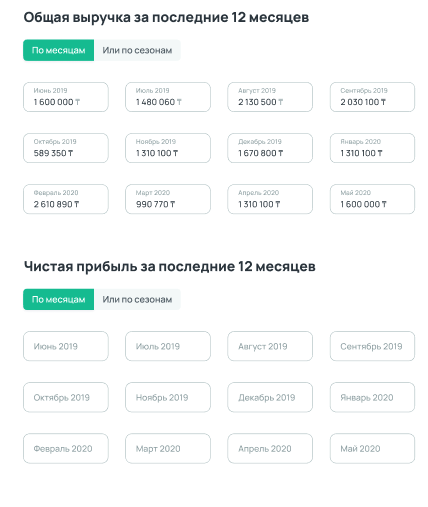 Общая выручка за последние 12 месяцев
По месяцам Или по сезонам
Июнь 2019 Июль 2019 Август 2019 Сентябрь 2019
1 600 000 ₸ 1 480 060 ₸ 2 130 500 ₸ 2 030 100 ₸
Октябрь 2019 Ноябрь 2019 Декабрь 2019 Январь 2020
589 350 ₸ 1 310 100 ₸ 1 670 800 ₸ 1 310 100 ₸
Февраль 2020 Март 2020 Апрель 2020 Май 2020
2 610 890 ₸ 990 770 ₸ 1 310 100 ₸ 1 600 000 ₸
Чистая прибыль за последние 12 месяцев
По месяцам Или по сезонам
Июнь 2019 Июль 2019 Август 2019 Сентябрь 2019
Октябрь 2019 Ноябрь 2019 Декабрь 2019 Январь 2020
Февраль 2020 Март 2020 Апрель 2020 Май 2020